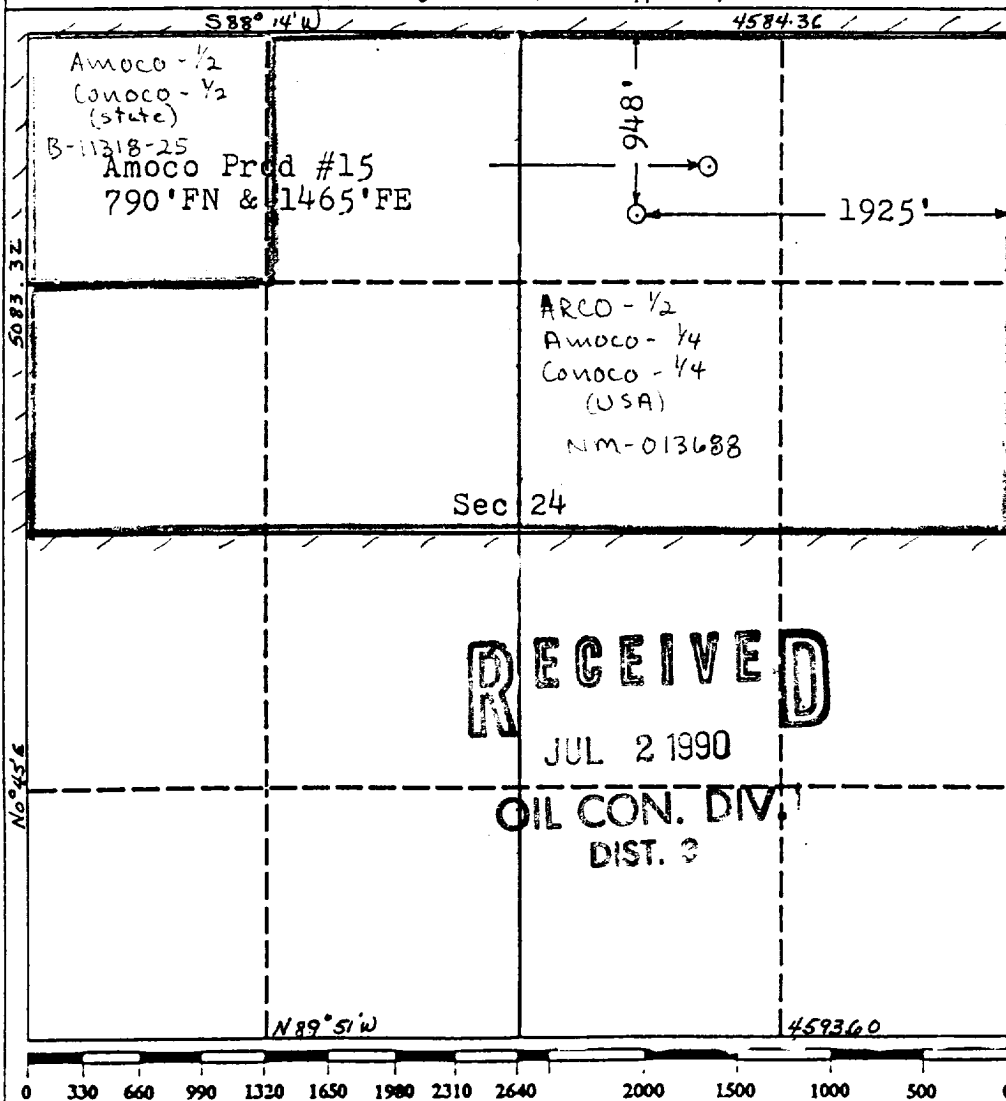 S88° 14' W
4584.36
Amoco - 1/2
Conoco - 1/2
(state)
B-11318-25
Amoco Prod #15
790'FN & 1465'FE
948'
1925'
5083.32
ARCO - 1/2
Amoco - 1/4
Conoco - 1/4
(USA)
NM-013688
Sec 24
RECEIVED
JUL 2 1990
OIL CON. DIV.
DIST. 3
N0°45'E
N89°51'W
4593.60
0 330 660 990 1320 1650 1980 2310 2640 2000 1500 1000 500 0